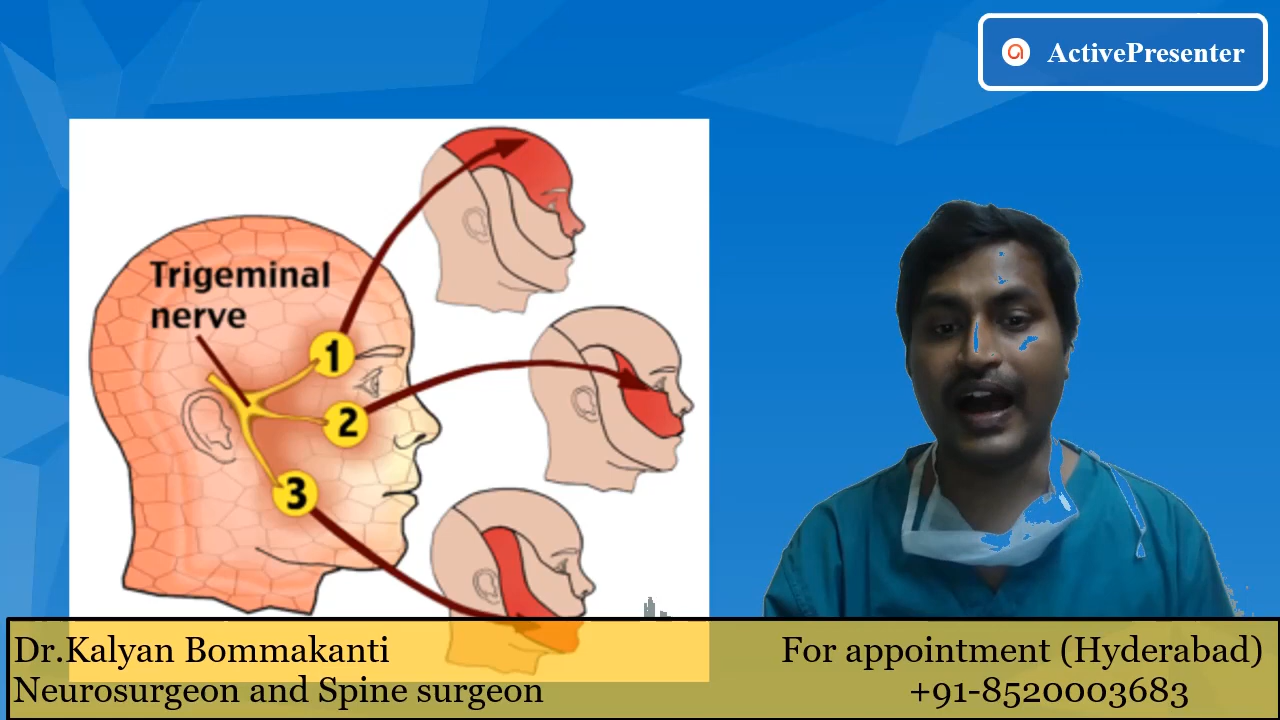 ActivePresenter
Trigeminal
nerve
1
2
3
Dr.Kalyan Bommakanti
Neurosurgeon and Spine surgeon
For appointment (Hyderabad)
+91-8520003683